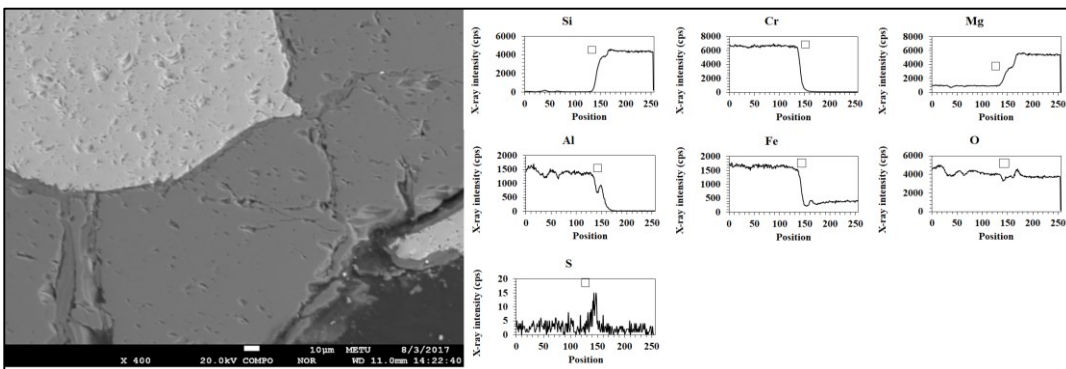 10µm METU 8/3/2017
X 400 20.0kV COMPO NOR WD 11.0mm 14:22:40
Si
X-ray intensity (cps)
6000
4000
2000
0
0 50 100 150 200 250
Position
Cr
X-ray intensity (cps)
8000
6000
4000
2000
0
0 50 100 150 200 250
Position
Mg
X-ray intensity (cps)
8000
6000
4000
2000
0
0 50 100 150 200 250
Position
Al
X-ray intensity (cps)
2000
1500
1000
500
0
0 50 100 150 200 250
Position
Fe
X-ray intensity (cps)
2000
1500
1000
500
0
0 50 100 150 200 250
Position
O
X-ray intensity (cps)
6000
4000
2000
0
0 50 100 150 200 250
Position
S
X-ray intensity (cps)
20
15
10
5
0
0 50 100 150 200 250
Position